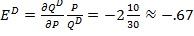 E^D = ∂Q^D/∂P P/Q^D = −2 10/30 ≈ −.67